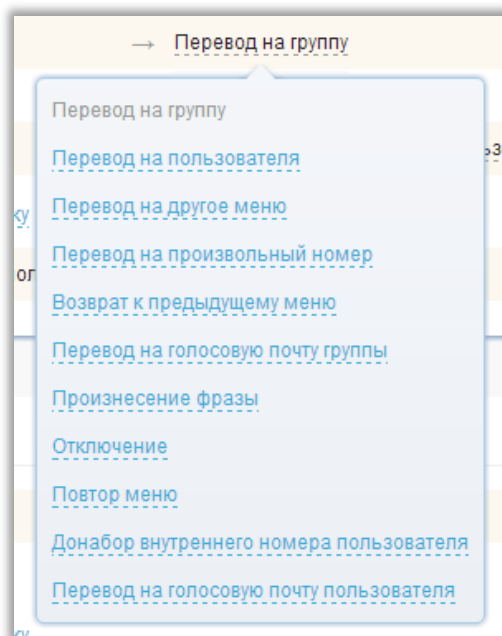 → Перевод на группу
Перевод на группу
Перевод на пользователя
Перевод на другое меню
Перевод на произвольный номер
Возврат к предыдущему меню
Перевод на голосовую почту группы
Произнесение фразы
Отключение
Повтор меню
Донабор внутреннего номера пользователя
Перевод на голосовую почту пользователя